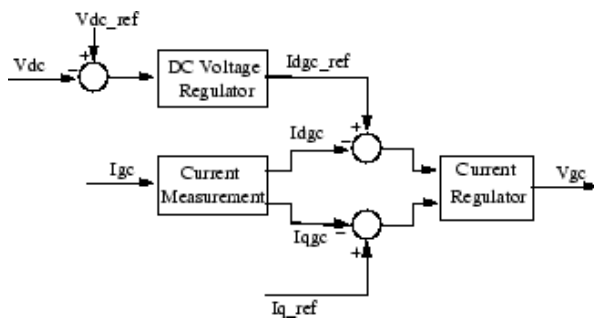 Vdc_ref
+
Vdc
−
DC Voltage
Regulator
Idgc_ref
+
−
Idgc
Igc
Current
Measurement
Current
Regulator
Vgc
Iqgc
−
+
Iq_ref